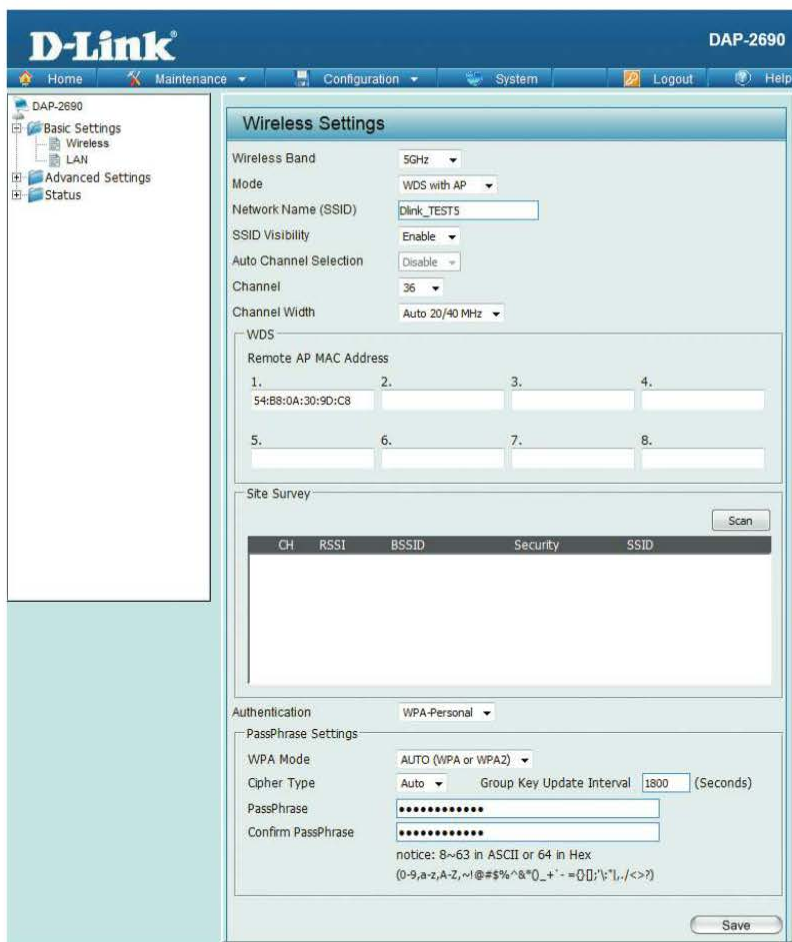 D-Link®
DAP-2690
Home Maintenance Configuration System Logout Help
DAP-2690
Basic Settings
Wireless
LAN
Advanced Settings
Status
Wireless Settings
Wireless Band 5GHz
Mode WDS with AP
Network Name (SSID) Dlink_TEST5
SSID Visibility Enable
Auto Channel Selection Disable
Channel 36
Channel Width Auto 20/40 MHz
WDS
Remote AP MAC Address
1. 2. 3. 4.
54:B8:0A:30:9D:C8
5. 6. 7. 8.
Site Survey
Scan
CH RSSI BSSID Security SSID
Authentication WPA-Personal
PassPhrase Settings
WPA Mode AUTO (WPA or WPA2)
Cipher Type Auto Group Key Update Interval 1800 (Seconds)
PassPhrase ●●●●●●●●●●●●
Confirm PassPhrase ●●●●●●●●●●●●
notice: 8~63 in ASCII or 64 in Hex
(0-9,a-z,A-Z,~!@#$%^&*()_+`-={}[];'\:"|,./<>?)
Save